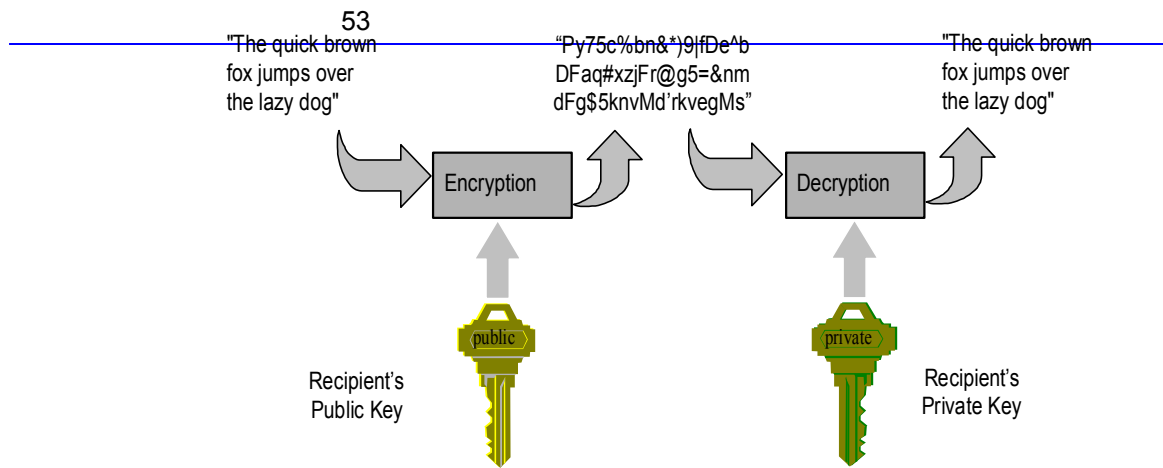 53
"The quick brown
fox jumps over
the lazy dog"
“Py75c%bn&*)9|fDe^b
DFaq#xzjFr@g5=&nm
dFg$5knvMd’rkvegMs”
"The quick brown
fox jumps over
the lazy dog"
Encryption
Decryption
public
private
Recipient’s
Public Key
Recipient’s
Private Key